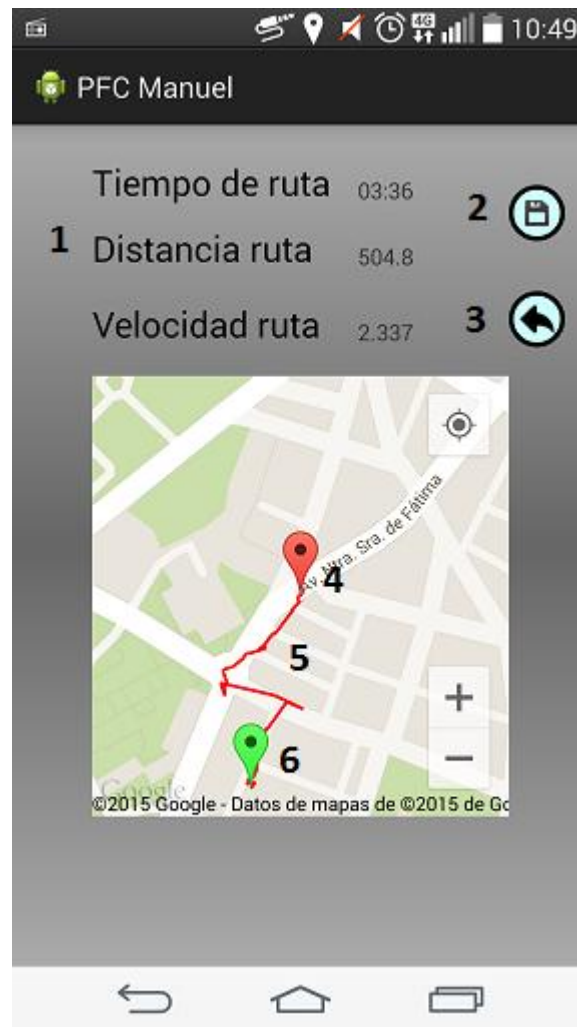 4G 10:49
PFC Manuel
Tiempo de ruta 03:36
2
1 Distancia ruta 504.8
Velocidad ruta 2.337 3
Av. Ntra. Sra. de Fátima
4
5
+
6
−
Google
©2015 Google - Datos de mapas de ©2015 de Go